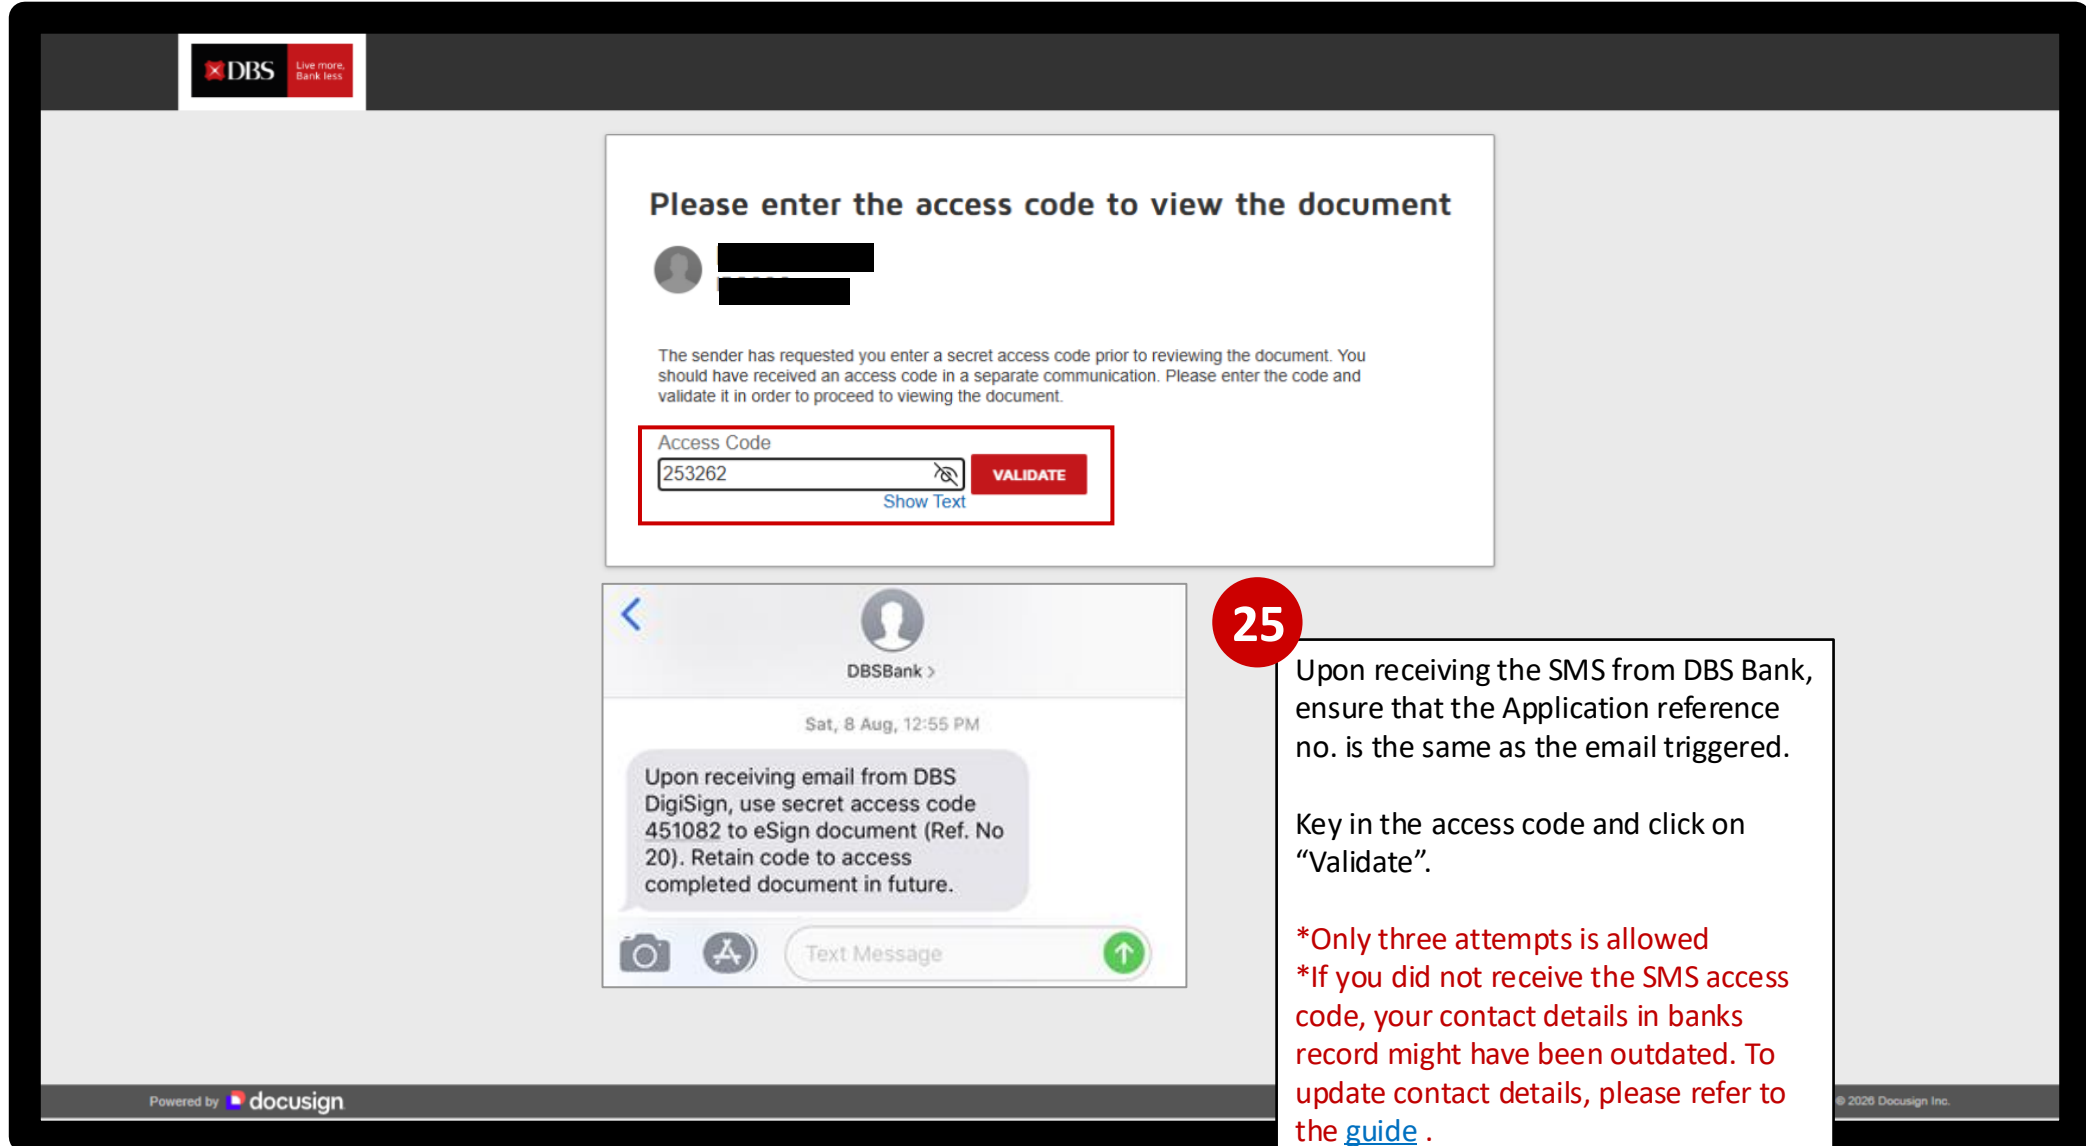 DBS
Live more,
Bank less
Please enter the access code to view the document
The sender has requested you enter a secret access code prior to reviewing the document. You
should have received an access code in a separate communication. Please enter the code and
validate it in order to proceed to viewing the document.
Access Code
253262
VALIDATE
Show Text
DBSBank >
Sat, 8 Aug, 12:55 PM
Upon receiving email from DBS
DigiSign, use secret access code
451082 to eSign document (Ref. No
20). Retain code to access
completed document in future.
Text Message
25
Upon receiving the SMS from DBS Bank,
ensure that the Application reference
no. is the same as the email triggered.
Key in the access code and click on
“Validate”.
*Only three attempts is allowed
*If you did not receive the SMS access
code, your contact details in banks
record might have been outdated. To
update contact details, please refer to
the guide .
Powered by docusign
© 2026 Docusign Inc.